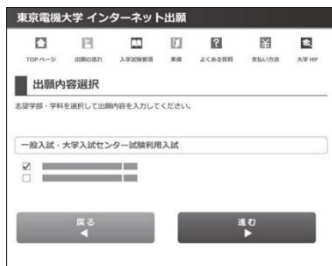 東京電機大学 インターネット出願
TOPページ 出願の流れ 入学試験要項 準備 よくある質問 支払い方法 大学HP
出願内容選択
志望学部・学科を選択して出願内容を入力してください。
一般入試・大学入試センター試験利用入試
戻る 進む